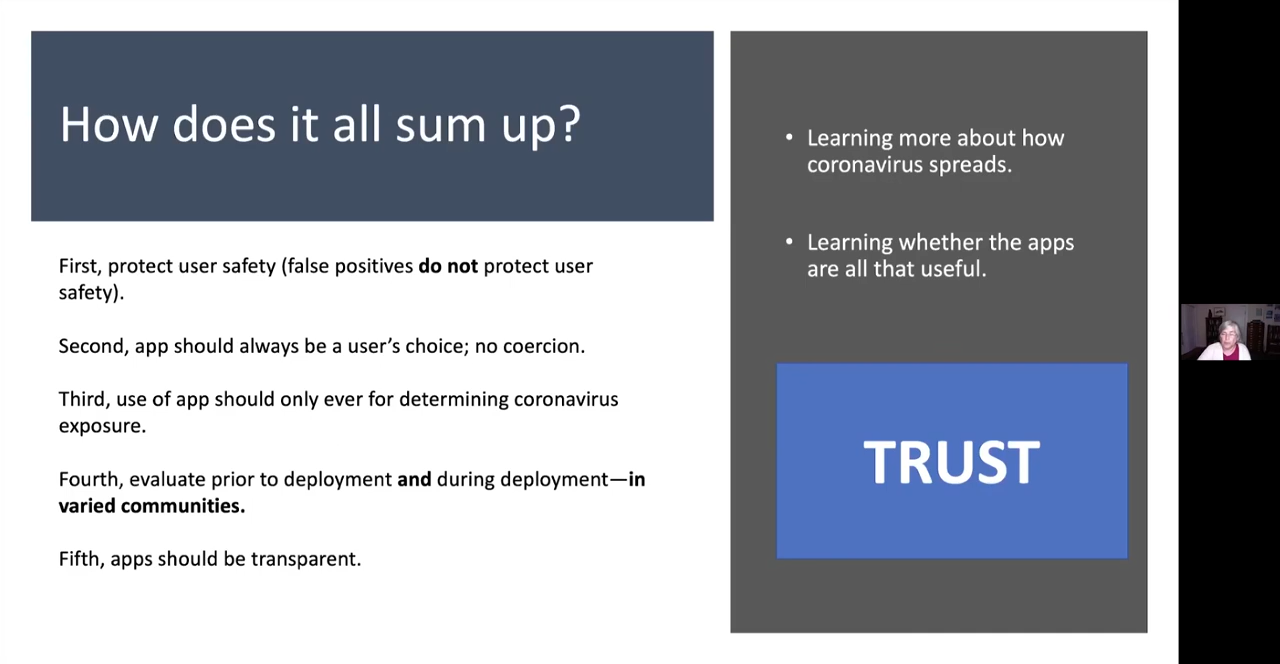 How does it all sum up?
First, protect user safety (false positives do not protect user
safety).
Second, app should always be a user’s choice; no coercion.
Third, use of app should only ever for determining coronavirus
exposure.
Fourth, evaluate prior to deployment and during deployment—in
varied communities.
Fifth, apps should be transparent.
• Learning more about how
coronavirus spreads.
• Learning whether the apps
are all that useful.
TRUST